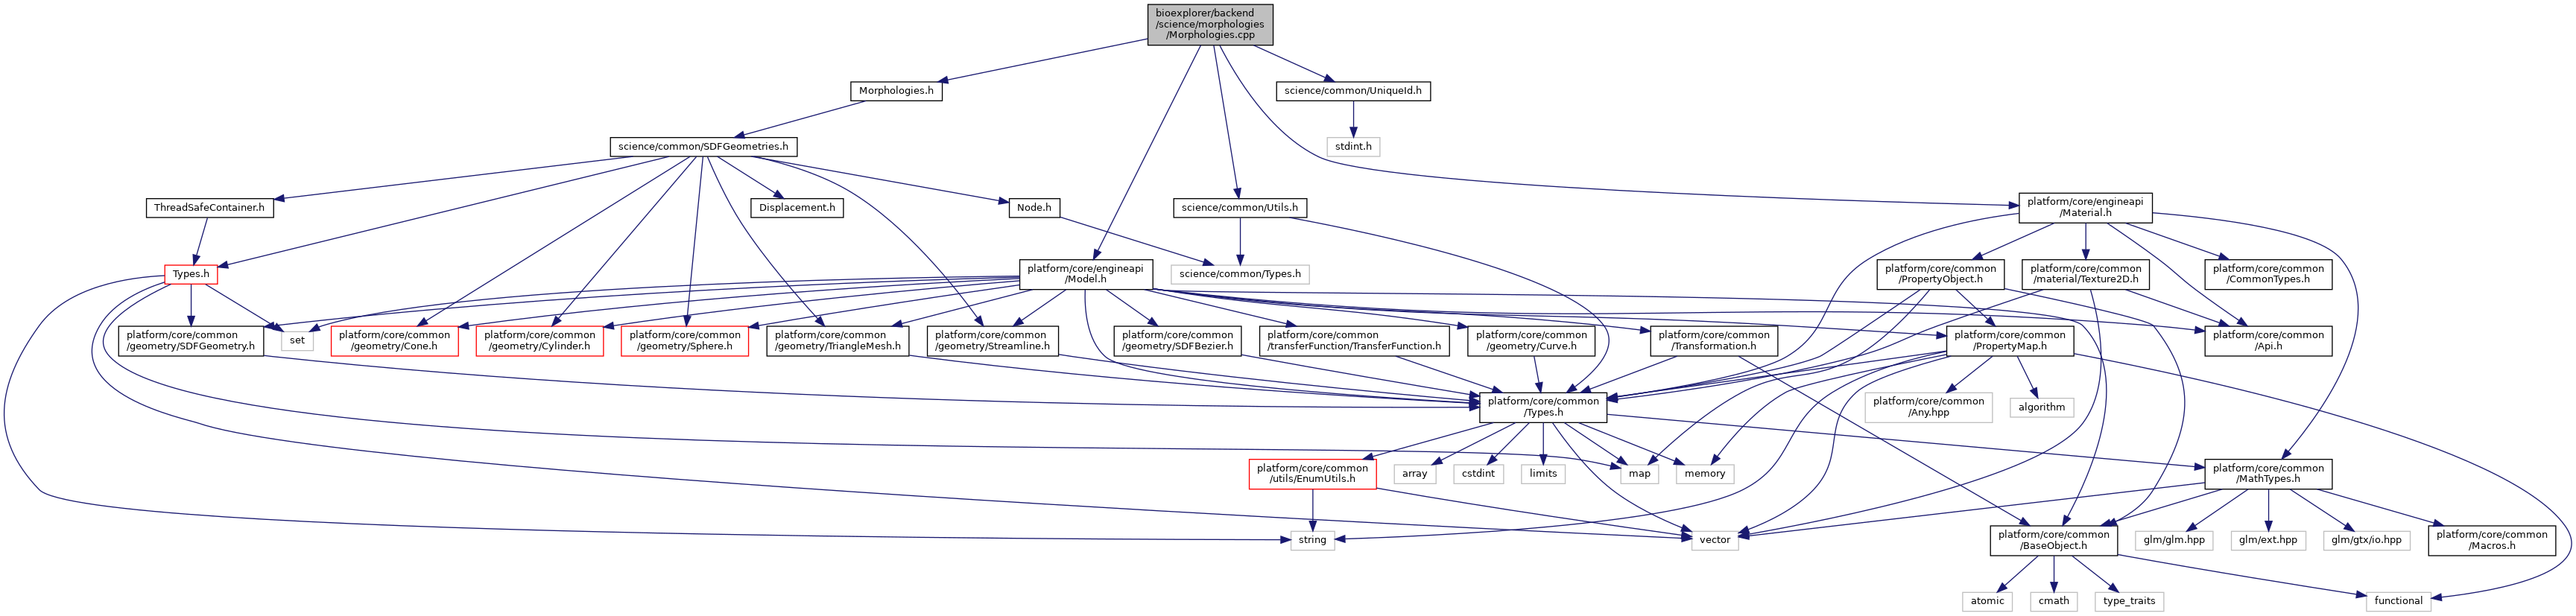 bioexplorer/backend
/science/morphologies
/Morphologies.cpp
Morphologies.h
science/common/UniqueId.h
science/common/SDFGeometries.h
stdint.h
ThreadSafeContainer.h
Displacement.h
Node.h
science/common/Utils.h
platform/core/engineapi
/Material.h
Types.h
platform/core/engineapi
/Model.h
science/common/Types.h
platform/core/common
/PropertyObject.h
platform/core/common
/material/Texture2D.h
platform/core/common
/CommonTypes.h
platform/core/common
/geometry/SDFGeometry.h
set
platform/core/common
/geometry/Cone.h
platform/core/common
/geometry/Cylinder.h
platform/core/common
/geometry/Sphere.h
platform/core/common
/geometry/TriangleMesh.h
platform/core/common
/geometry/Streamline.h
platform/core/common
/geometry/SDFBezier.h
platform/core/common
/transferFunction/TransferFunction.h
platform/core/common
/geometry/Curve.h
platform/core/common
/Transformation.h
platform/core/common
/PropertyMap.h
platform/core/common
/Api.h
platform/core/common
/Types.h
platform/core/common
/Any.hpp
algorithm
platform/core/common
/utils/EnumUtils.h
array
cstdint
limits
map
memory
platform/core/common
/MathTypes.h
string
vector
platform/core/common
/BaseObject.h
glm/glm.hpp
glm/ext.hpp
glm/gtx/io.hpp
platform/core/common
/Macros.h
atomic
cmath
type_traits
functional